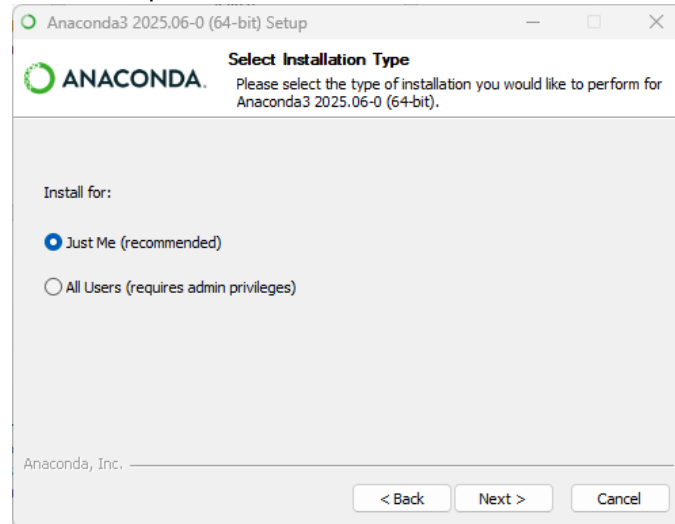 Anaconda3 2025.06-0 (64-bit) Setup
ANACONDA.
Select Installation Type
Please select the type of installation you would like to perform for
Anaconda3 2025.06-0 (64-bit).
Install for:
Just Me (recommended)
All Users (requires admin privileges)
Anaconda, Inc.
< Back
Next >
Cancel